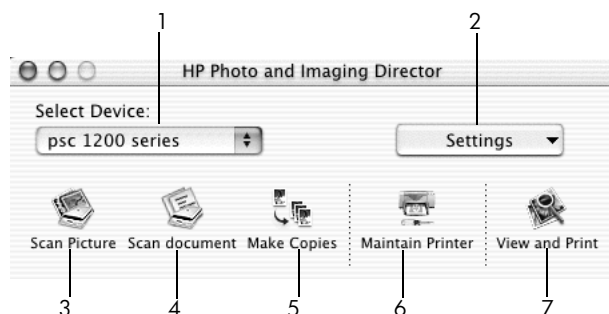 1 2
HP Photo and Imaging Director
Select Device:
psc 1200 series Settings
Scan Picture Scan document Make Copies Maintain Printer View and Print
3 4 5 6 7